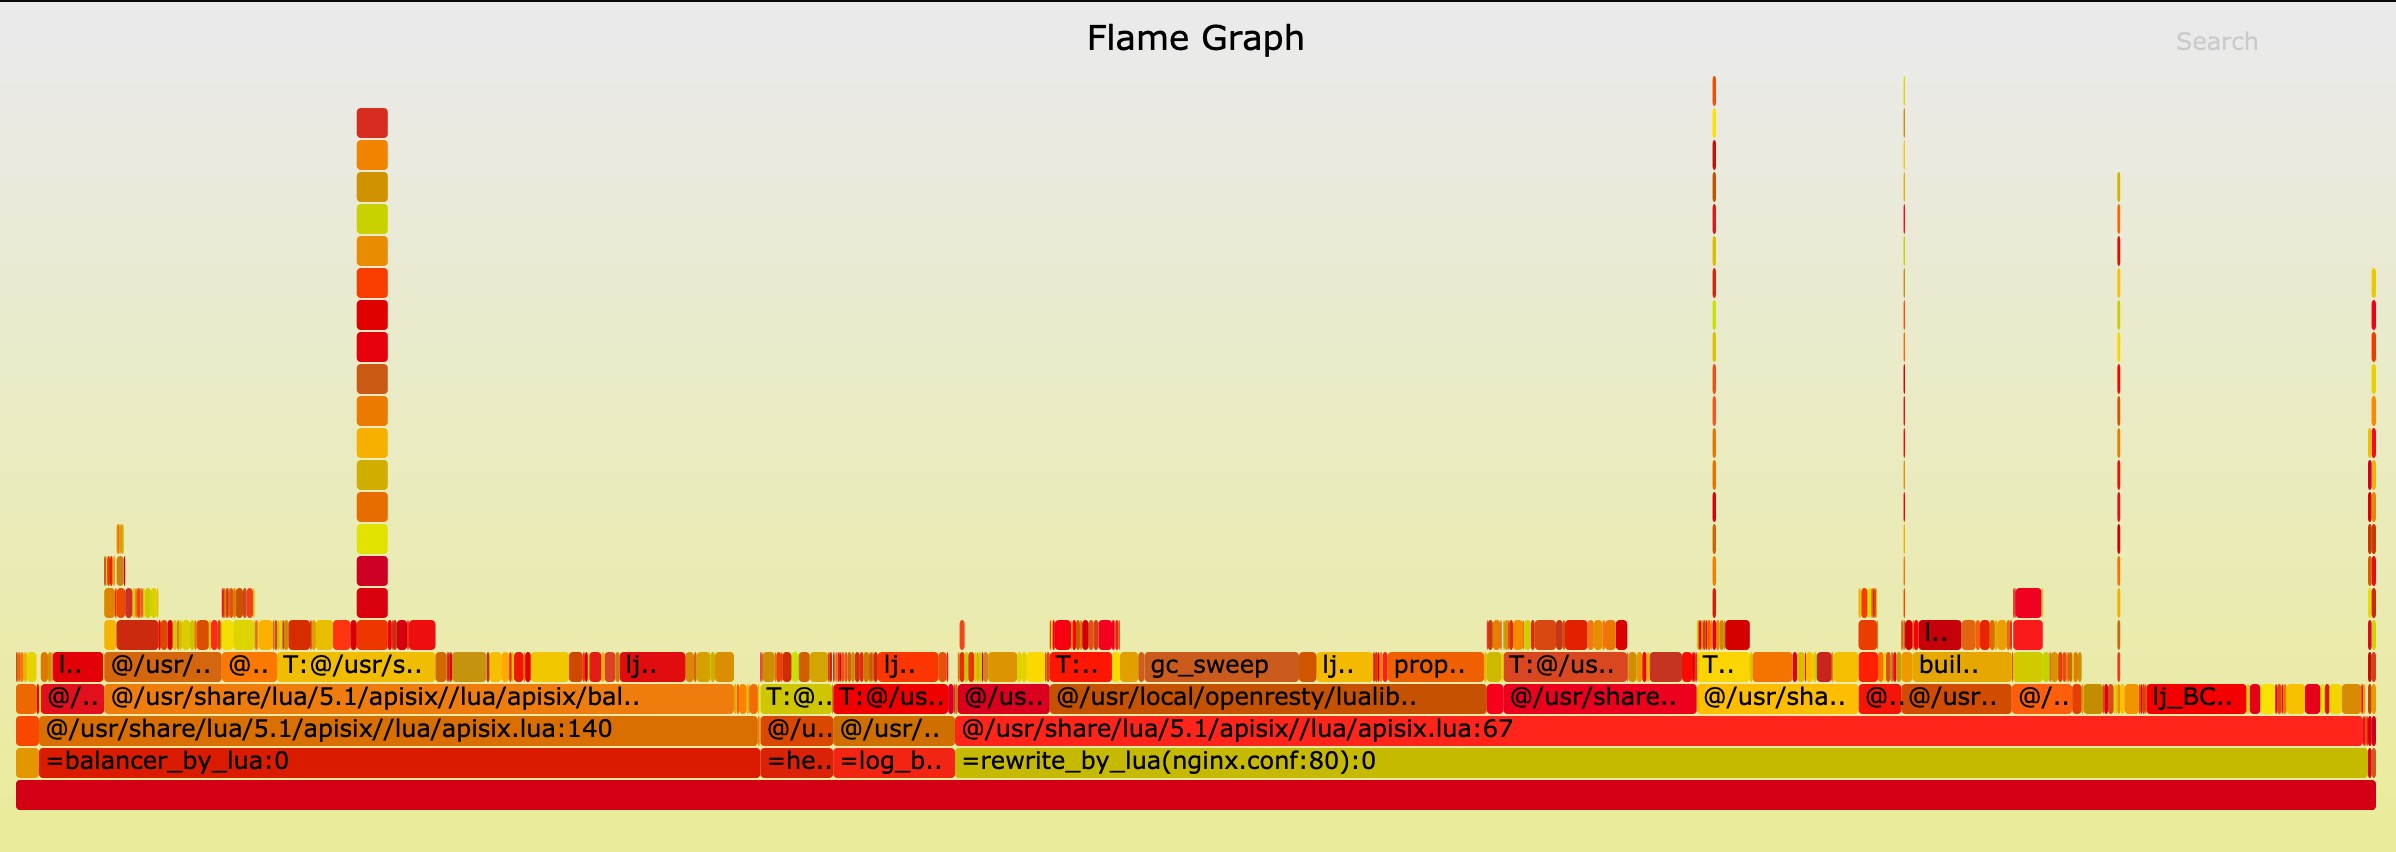 Flame Graph
Search
l..
l..
@/usr/..
@..
T:@/usr/s..
lj..
lj..
T:..
gc_sweep
lj..
prop..
T:@/us..
T..
buil..
@/..
@/usr/share/lua/5.1/apisix//lua/apisix/bal..
T:@..
T:@/us..
@/us..
@/usr/local/openresty/lualib..
@/usr/share..
@/usr/sha..
@..
@/usr..
@/..
lj_BC..
@/usr/share/lua/5.1/apisix//lua/apisix.lua:140
@/u..
@/usr/..
@/usr/share/lua/5.1/apisix//lua/apisix.lua:67
=balancer_by_lua:0
=he..
=log_b..
=rewrite_by_lua(nginx.conf:80):0